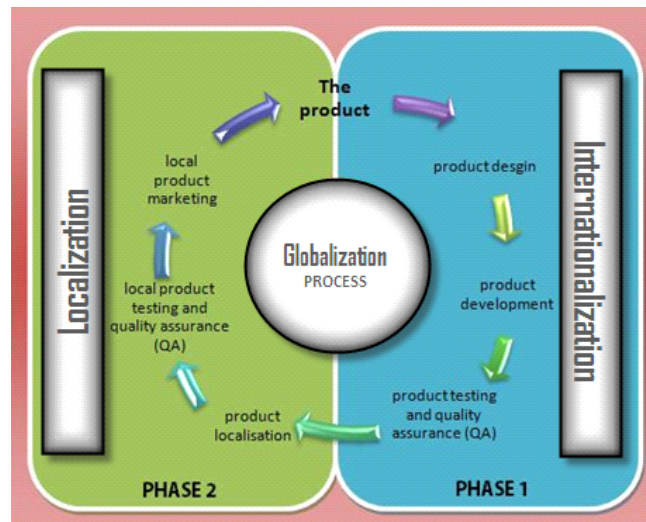 The
product
product desgin
product
development
product testing
and quality
assurance (QA)
product
localisation
local product
testing and
quality assurance
(QA)
local
product
marketing
Globalization
PROCESS
Localization
Internationalization
PHASE 2
PHASE 1